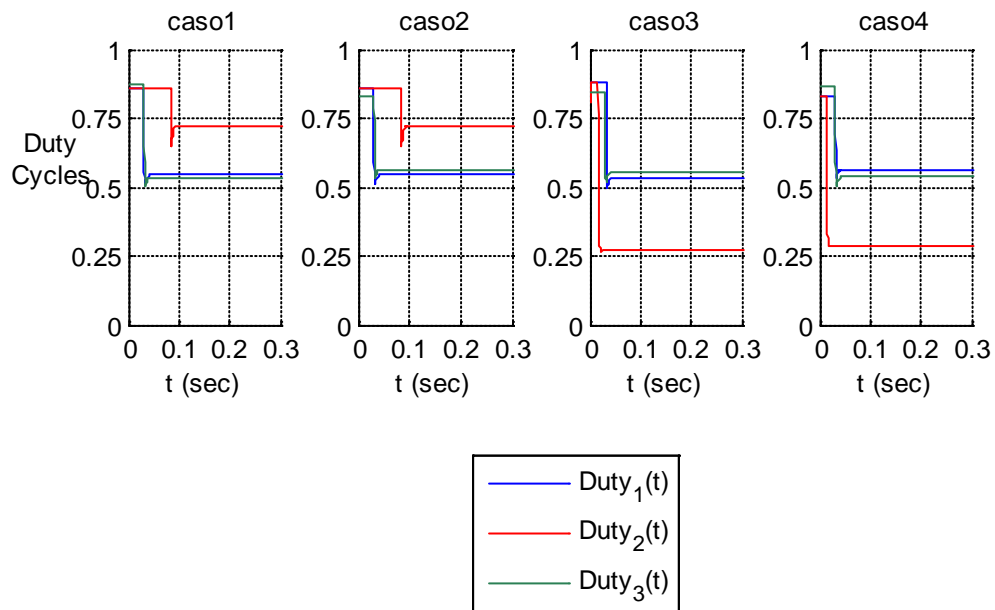 caso1 caso2 caso3 caso4
1 1 1 1
0.75 0.75 0.75 0.75
Duty
Cycles
0.5 0.5 0.5 0.5
0.25 0.25 0.25 0.25
0 0 0 0
0 0.1 0.2 0.3 0 0.1 0.2 0.3 0 0.1 0.2 0.3 0 0.1 0.2 0.3
t (sec) t (sec) t (sec) t (sec)
Duty1(t)
Duty2(t)
Duty3(t)